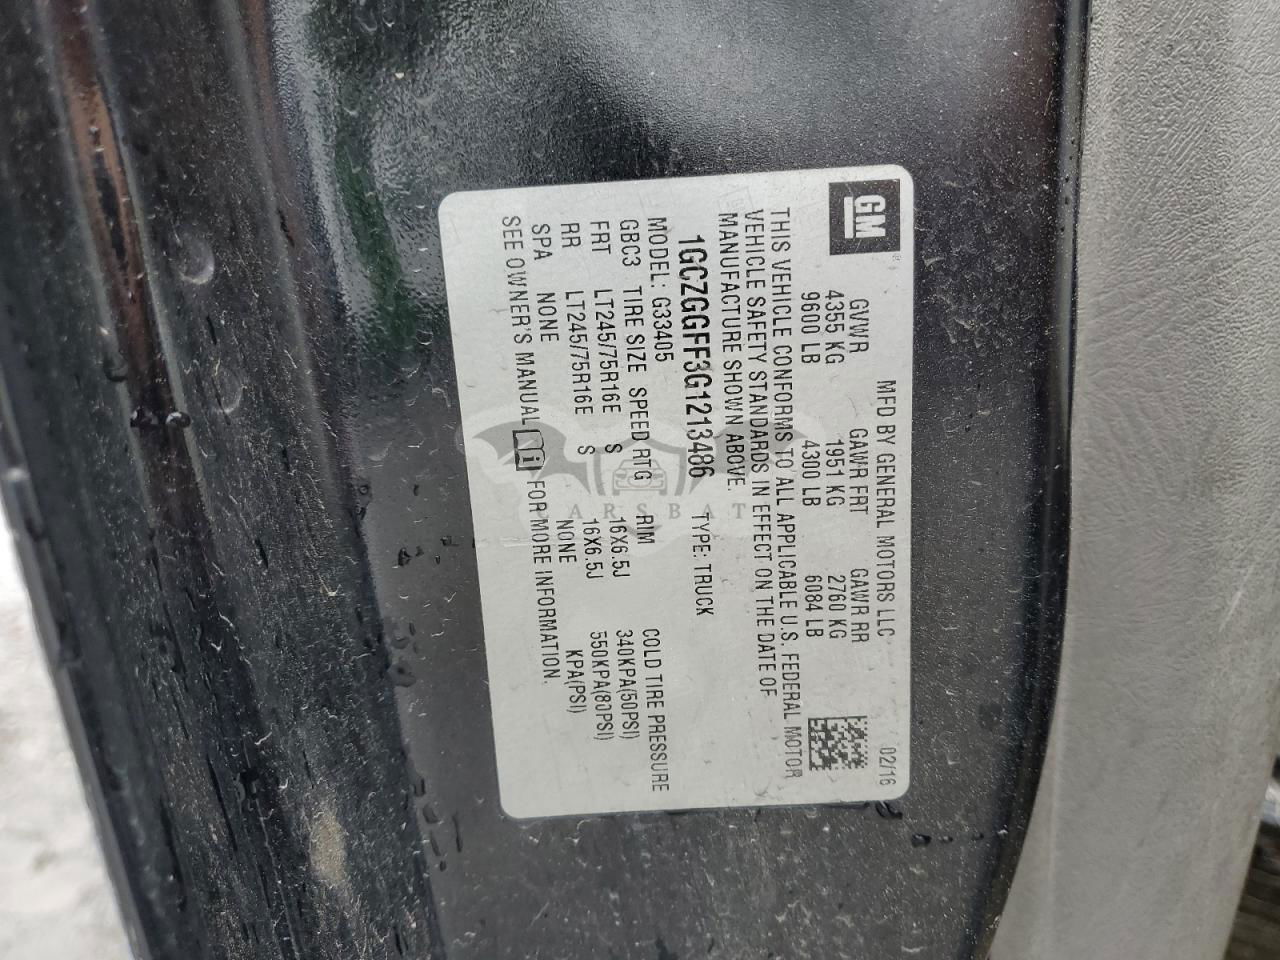 GM
MFD BY GENERAL MOTORS LLC 02/16
GVWR GAWR FRT GAWR RR
4355 KG 1951 KG 2760 KG
9600 LB 4300 LB 6084 LB
THIS VEHICLE CONFORMS TO ALL APPLICABLE U.S. FEDERAL MOTOR
VEHICLE SAFETY STANDARDS IN EFFECT ON THE DATE OF
MANUFACTURE SHOWN ABOVE.
1GCZGGFF3G1213486 TYPE: TRUCK
MODEL: G33405
GBC3 TIRE SIZE SPEED RTG RIM COLD TIRE PRESSURE
FRT LT245/75R16E S 16X6.5J 340KPA(50PSI)
RR LT245/75R16E S 16X6.5J 550KPA(80PSI)
SPA NONE NONE KPA(PSI)
SEE OWNER'S MANUAL i FOR MORE INFORMATION.
CARSBAT